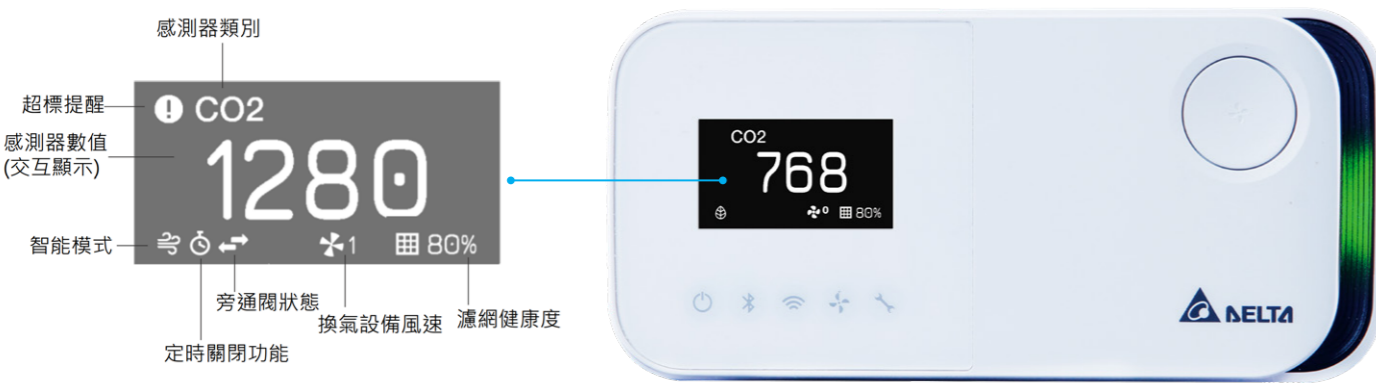 感測器類別
超標提醒
CO2
感測器數值
(交互顯示)
1280
智能模式
1
80%
旁通閥狀態
換氣設備風速
濾網健康度
定時關閉功能
CO2
768
0
80%
DELTA